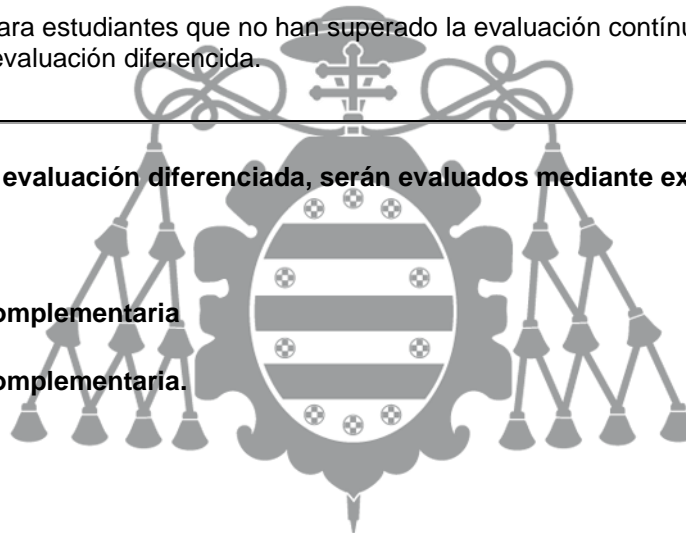 ara estudiantes que no han superado la evaluación contínu
evaluación diferencida.
evaluación diferenciada, serán evaluados mediante ex
omplementaria
omplementaria.